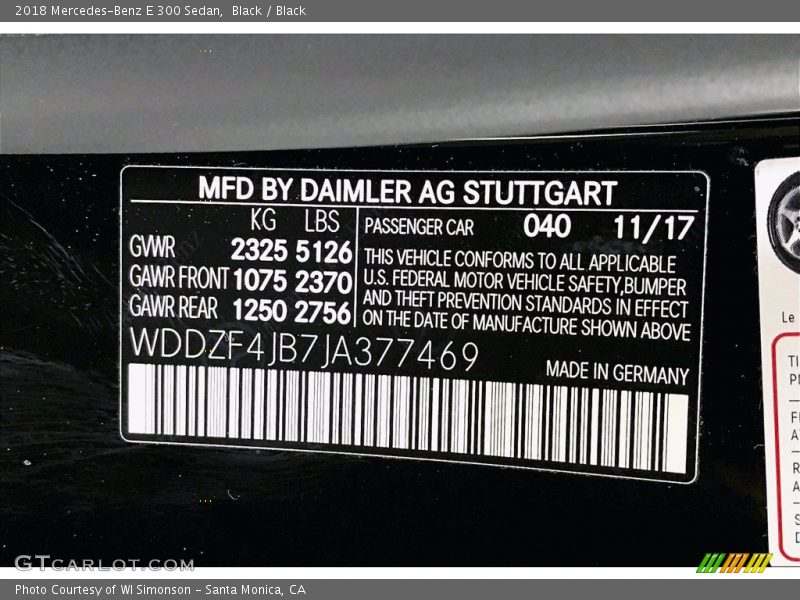 2018 Mercedes-Benz E 300 Sedan,  Black / Black
MFD BY DAIMLER AG STUTTGART
KG LBS
GVWR 2325 5126
GAWR FRONT 1075 2370
GAWR REAR 1250 2756
PASSENGER CAR 040 11/17
THIS VEHICLE CONFORMS TO ALL APPLICABLE
U.S. FEDERAL MOTOR VEHICLE SAFETY,BUMPER
AND THEFT PREVENTION STANDARDS IN EFFECT
ON THE DATE OF MANUFACTURE SHOWN ABOVE
WDDZF4JB7JA377469
MADE IN GERMANY
Le
GTCARLOT.COM
Photo Courtesy of WI Simonson - Santa Monica, CA